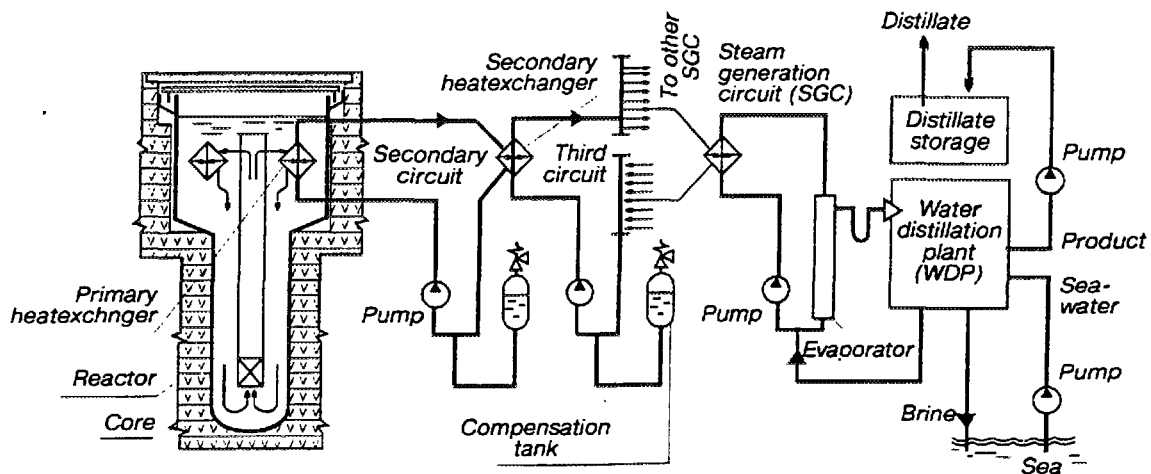 Distillate
Secondary
heatexchanger
To other
SGC
Steam
generation
circuit (SGC)
Distillate
storage
Pump
Secondary
circuit
Third
circuit
Water
distillation
plant
(WDP)
Product
Sea-
water
Primary
heatexchnger
Pump
Pump
Evaporator
Reactor
Core
Compensation
tank
Brine
Pump
Sea